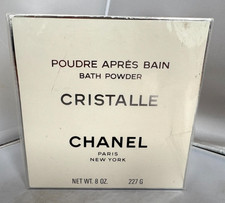 POUDRE APRÈS BAIN
BATH POWDER
CRISTALLE
CHANEL
PARIS
NEW YORK
NET WT. 8 OZ. 227 G